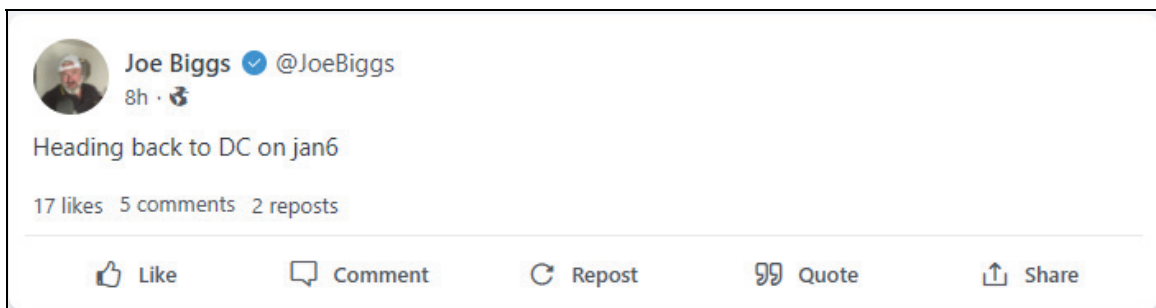 Joe Biggs @JoeBiggs
8h ·
Heading back to DC on jan6
17 likes 5 comments 2 reposts
Like Comment Repost Quote Share